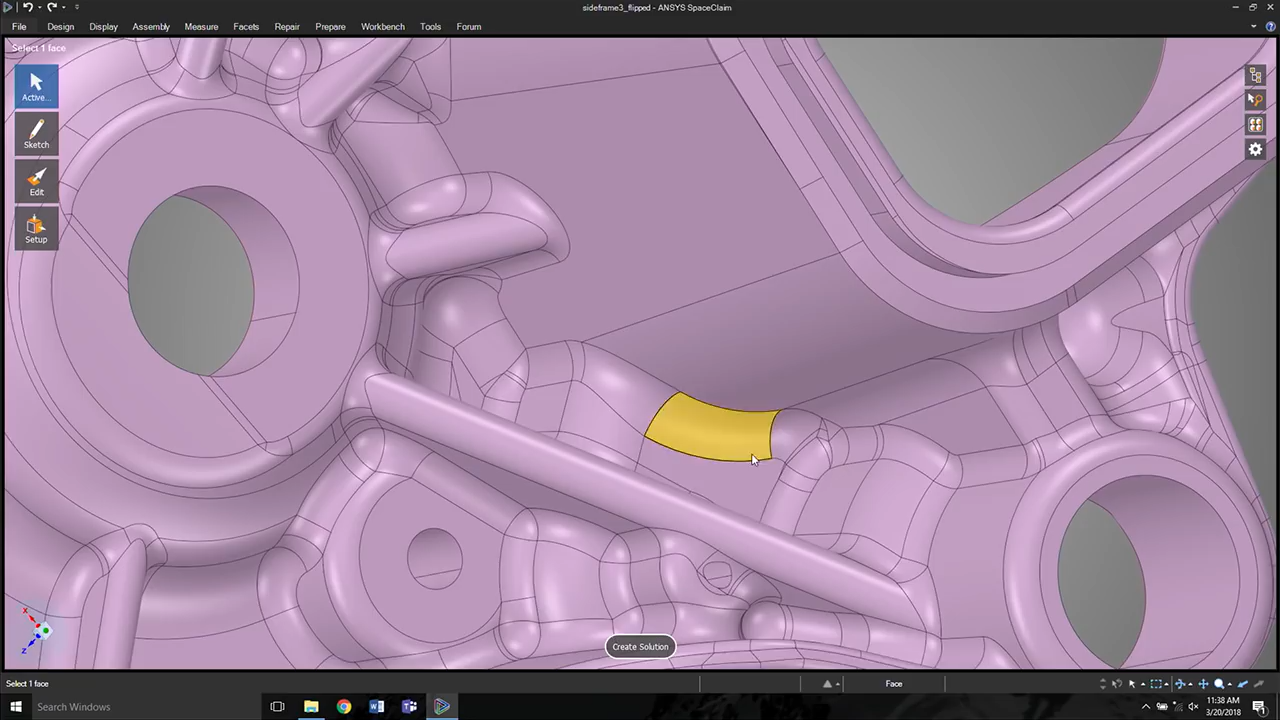 sideframe3_flipped - ANSYS SpaceClaim
File Design Display Assembly Measure Facets Repair Prepare Workbench Tools Forum
Select 1 face
Active...
Sketch
Edit
Setup
X
Z
Create Solution
Select 1 face Face
Search Windows
11:38 AM
3/20/2018